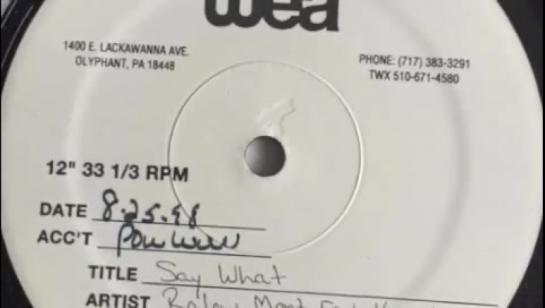 wea
1400 E. LACKAWANNA AVE.
OLYPHANT, PA 18448
PHONE: (717) 383-3291
TWX 510-671-4580
12" 33 1/3 RPM
DATE 8.25.98
ACC'T
TITLE Say What
ARTIST